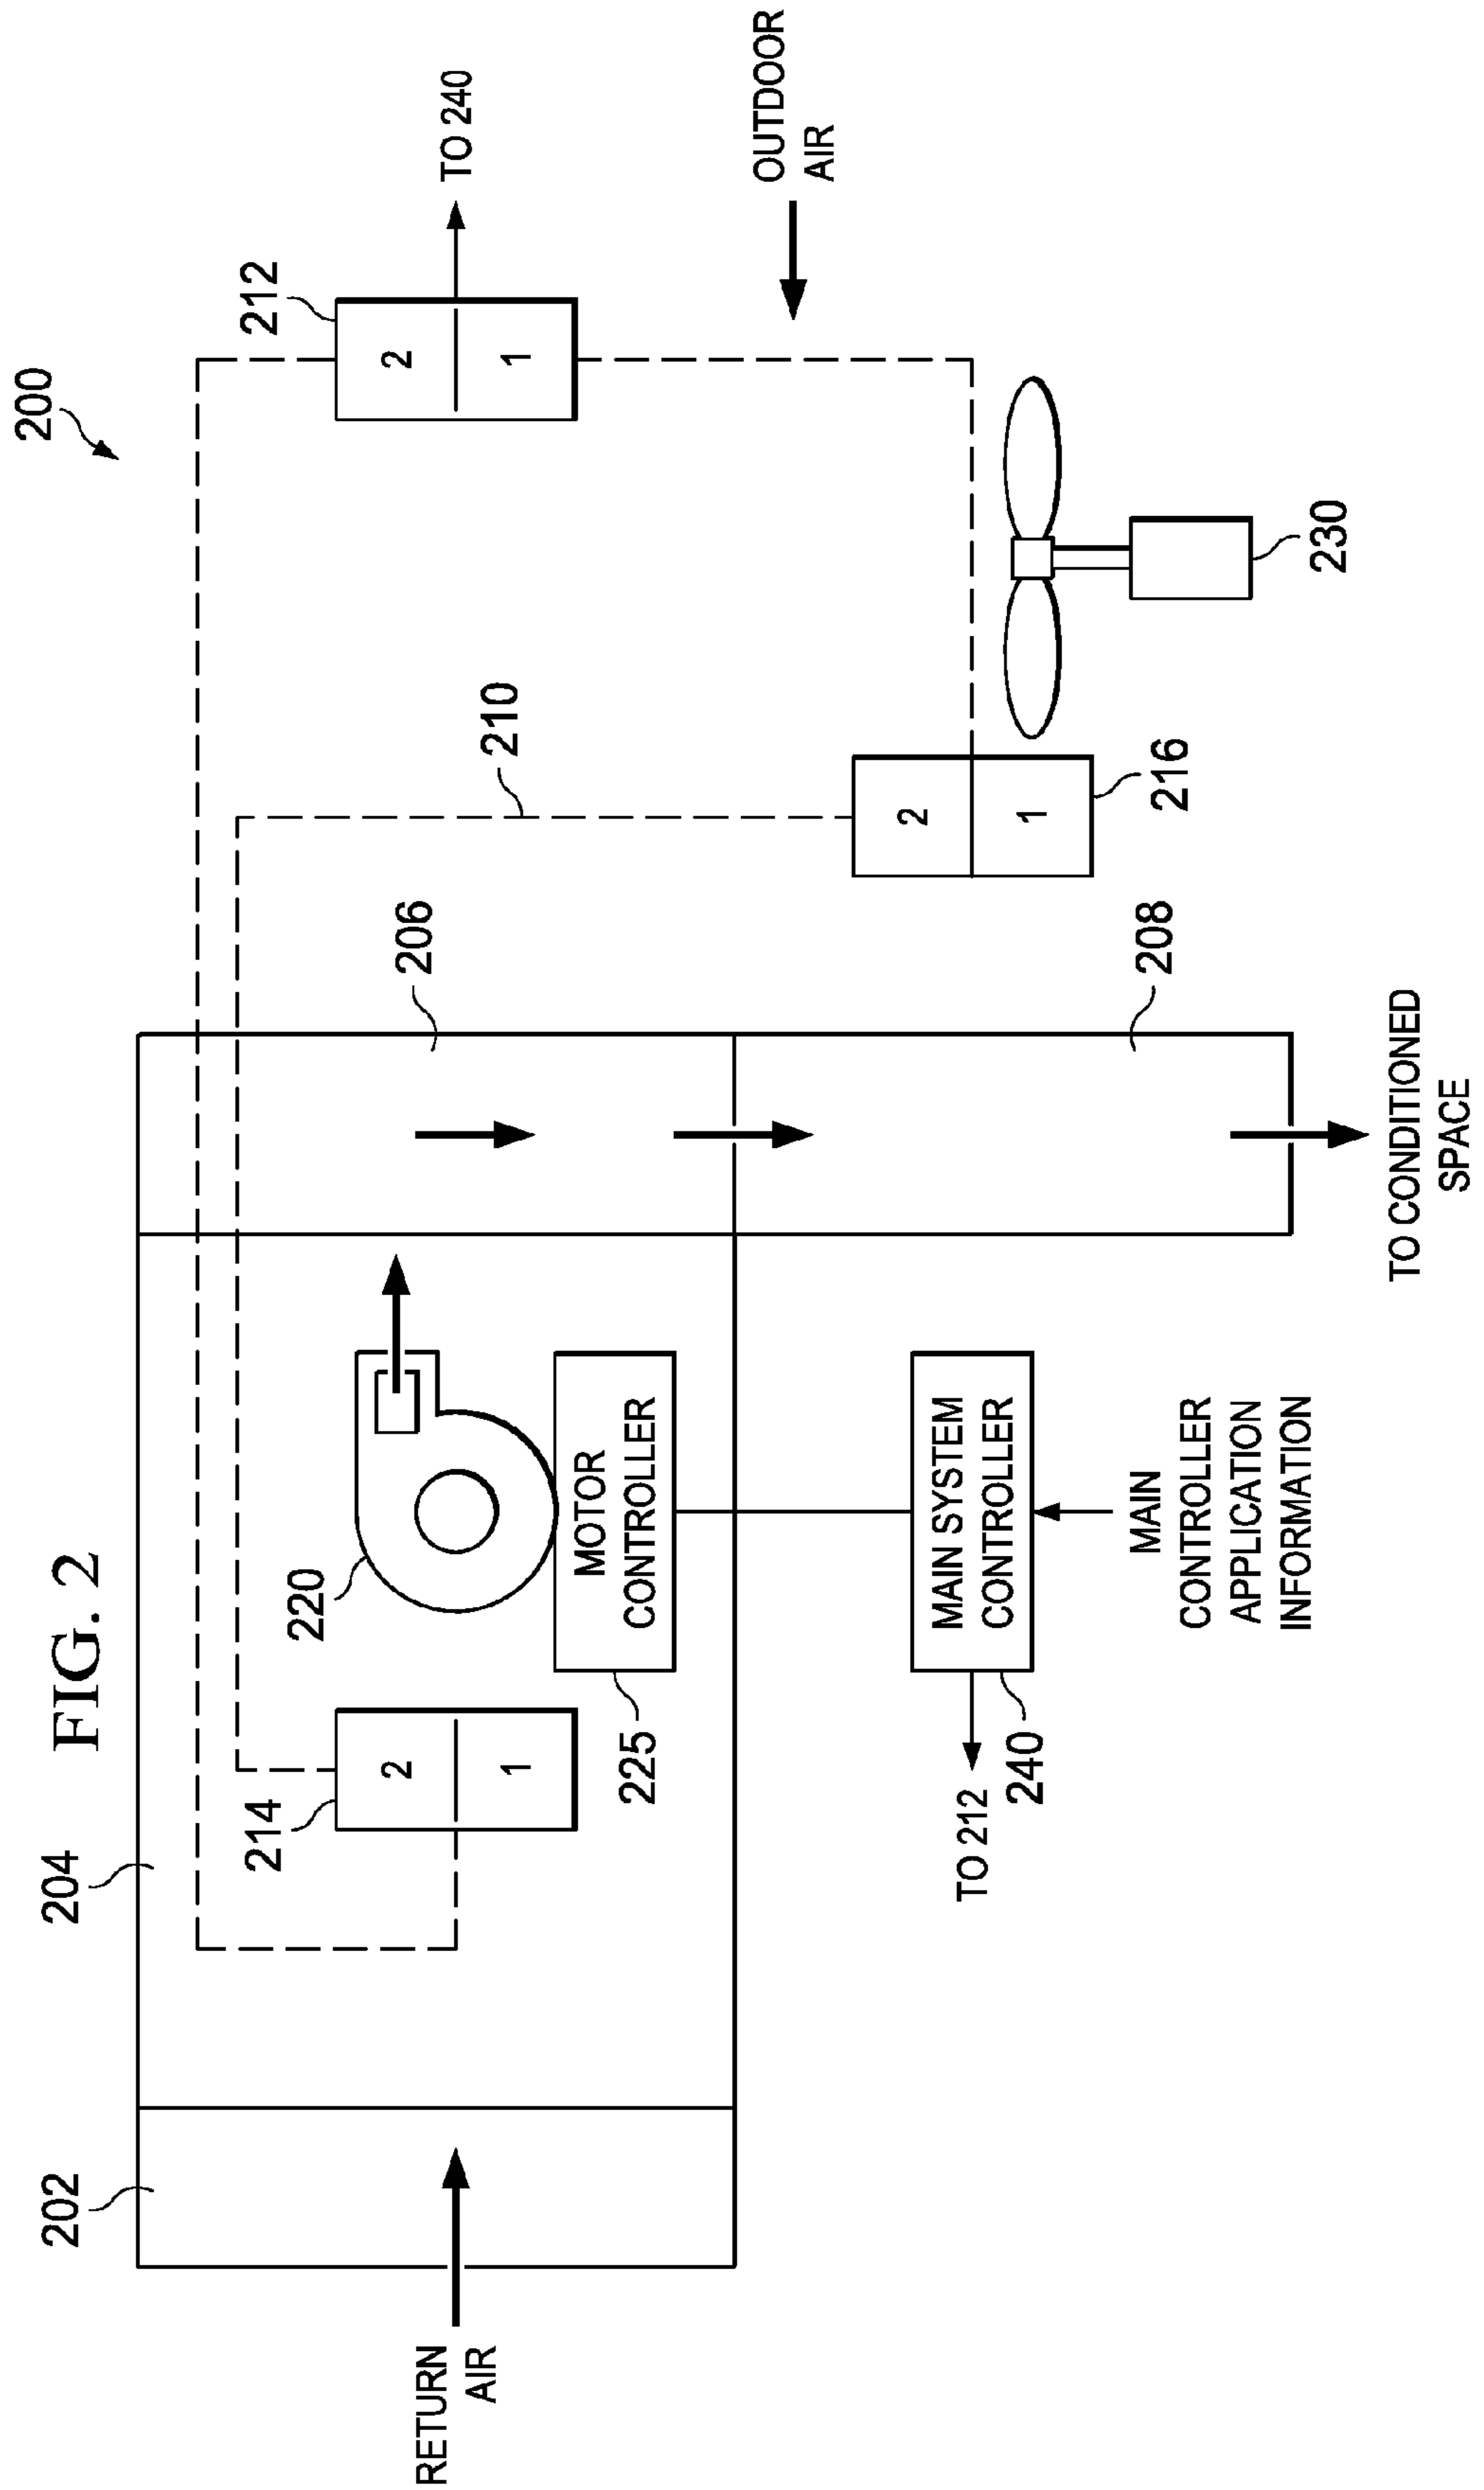 FIG. 2
200
212
2
1
TO 240
OUTDOOR
AIR
204
202
214
2
1
220
MOTOR
CONTROLLER
225
206
210
216
2
1
230
208
RETURN
AIR
MAIN SYSTEM
CONTROLLER
240
TO 212
MAIN
CONTROLLER
APPLICATION
INFORMATION
TO CONDITIONED
SPACE